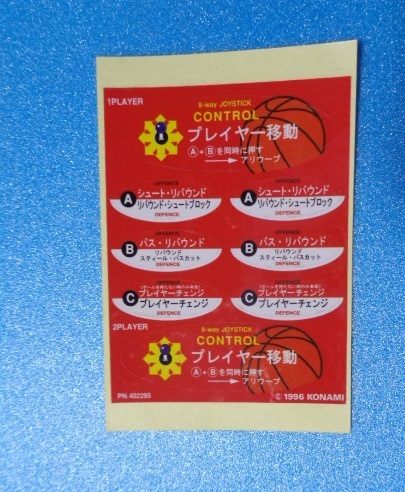 1PLAYER
8-way JOYSTICK
CONTROL
プレイヤー移動
A+Bを同時に押す
→ アリウープ
OFFENCE
A シュート・リバウンド
リバウンド・シュートブロック
DEFENCE
OFFENCE
A シュート・リバウンド
リバウンド・シュートブロック
DEFENCE
OFFENCE
B パス・リバウンド
リバウンド
スティール・パスカット
DEFENCE
OFFENCE
B パス・リバウンド
リバウンド
スティール・パスカット
DEFENCE
OFFENCE
C プレイヤーチェンジ
プレイヤーチェンジ
DEFENCE
OFFENCE
C プレイヤーチェンジ
プレイヤーチェンジ
DEFENCE
2PLAYER
8-way JOYSTICK
CONTROL
プレイヤー移動
A+Bを同時に押す
→ アリウープ
PN.402295
© 1996 KONAMI